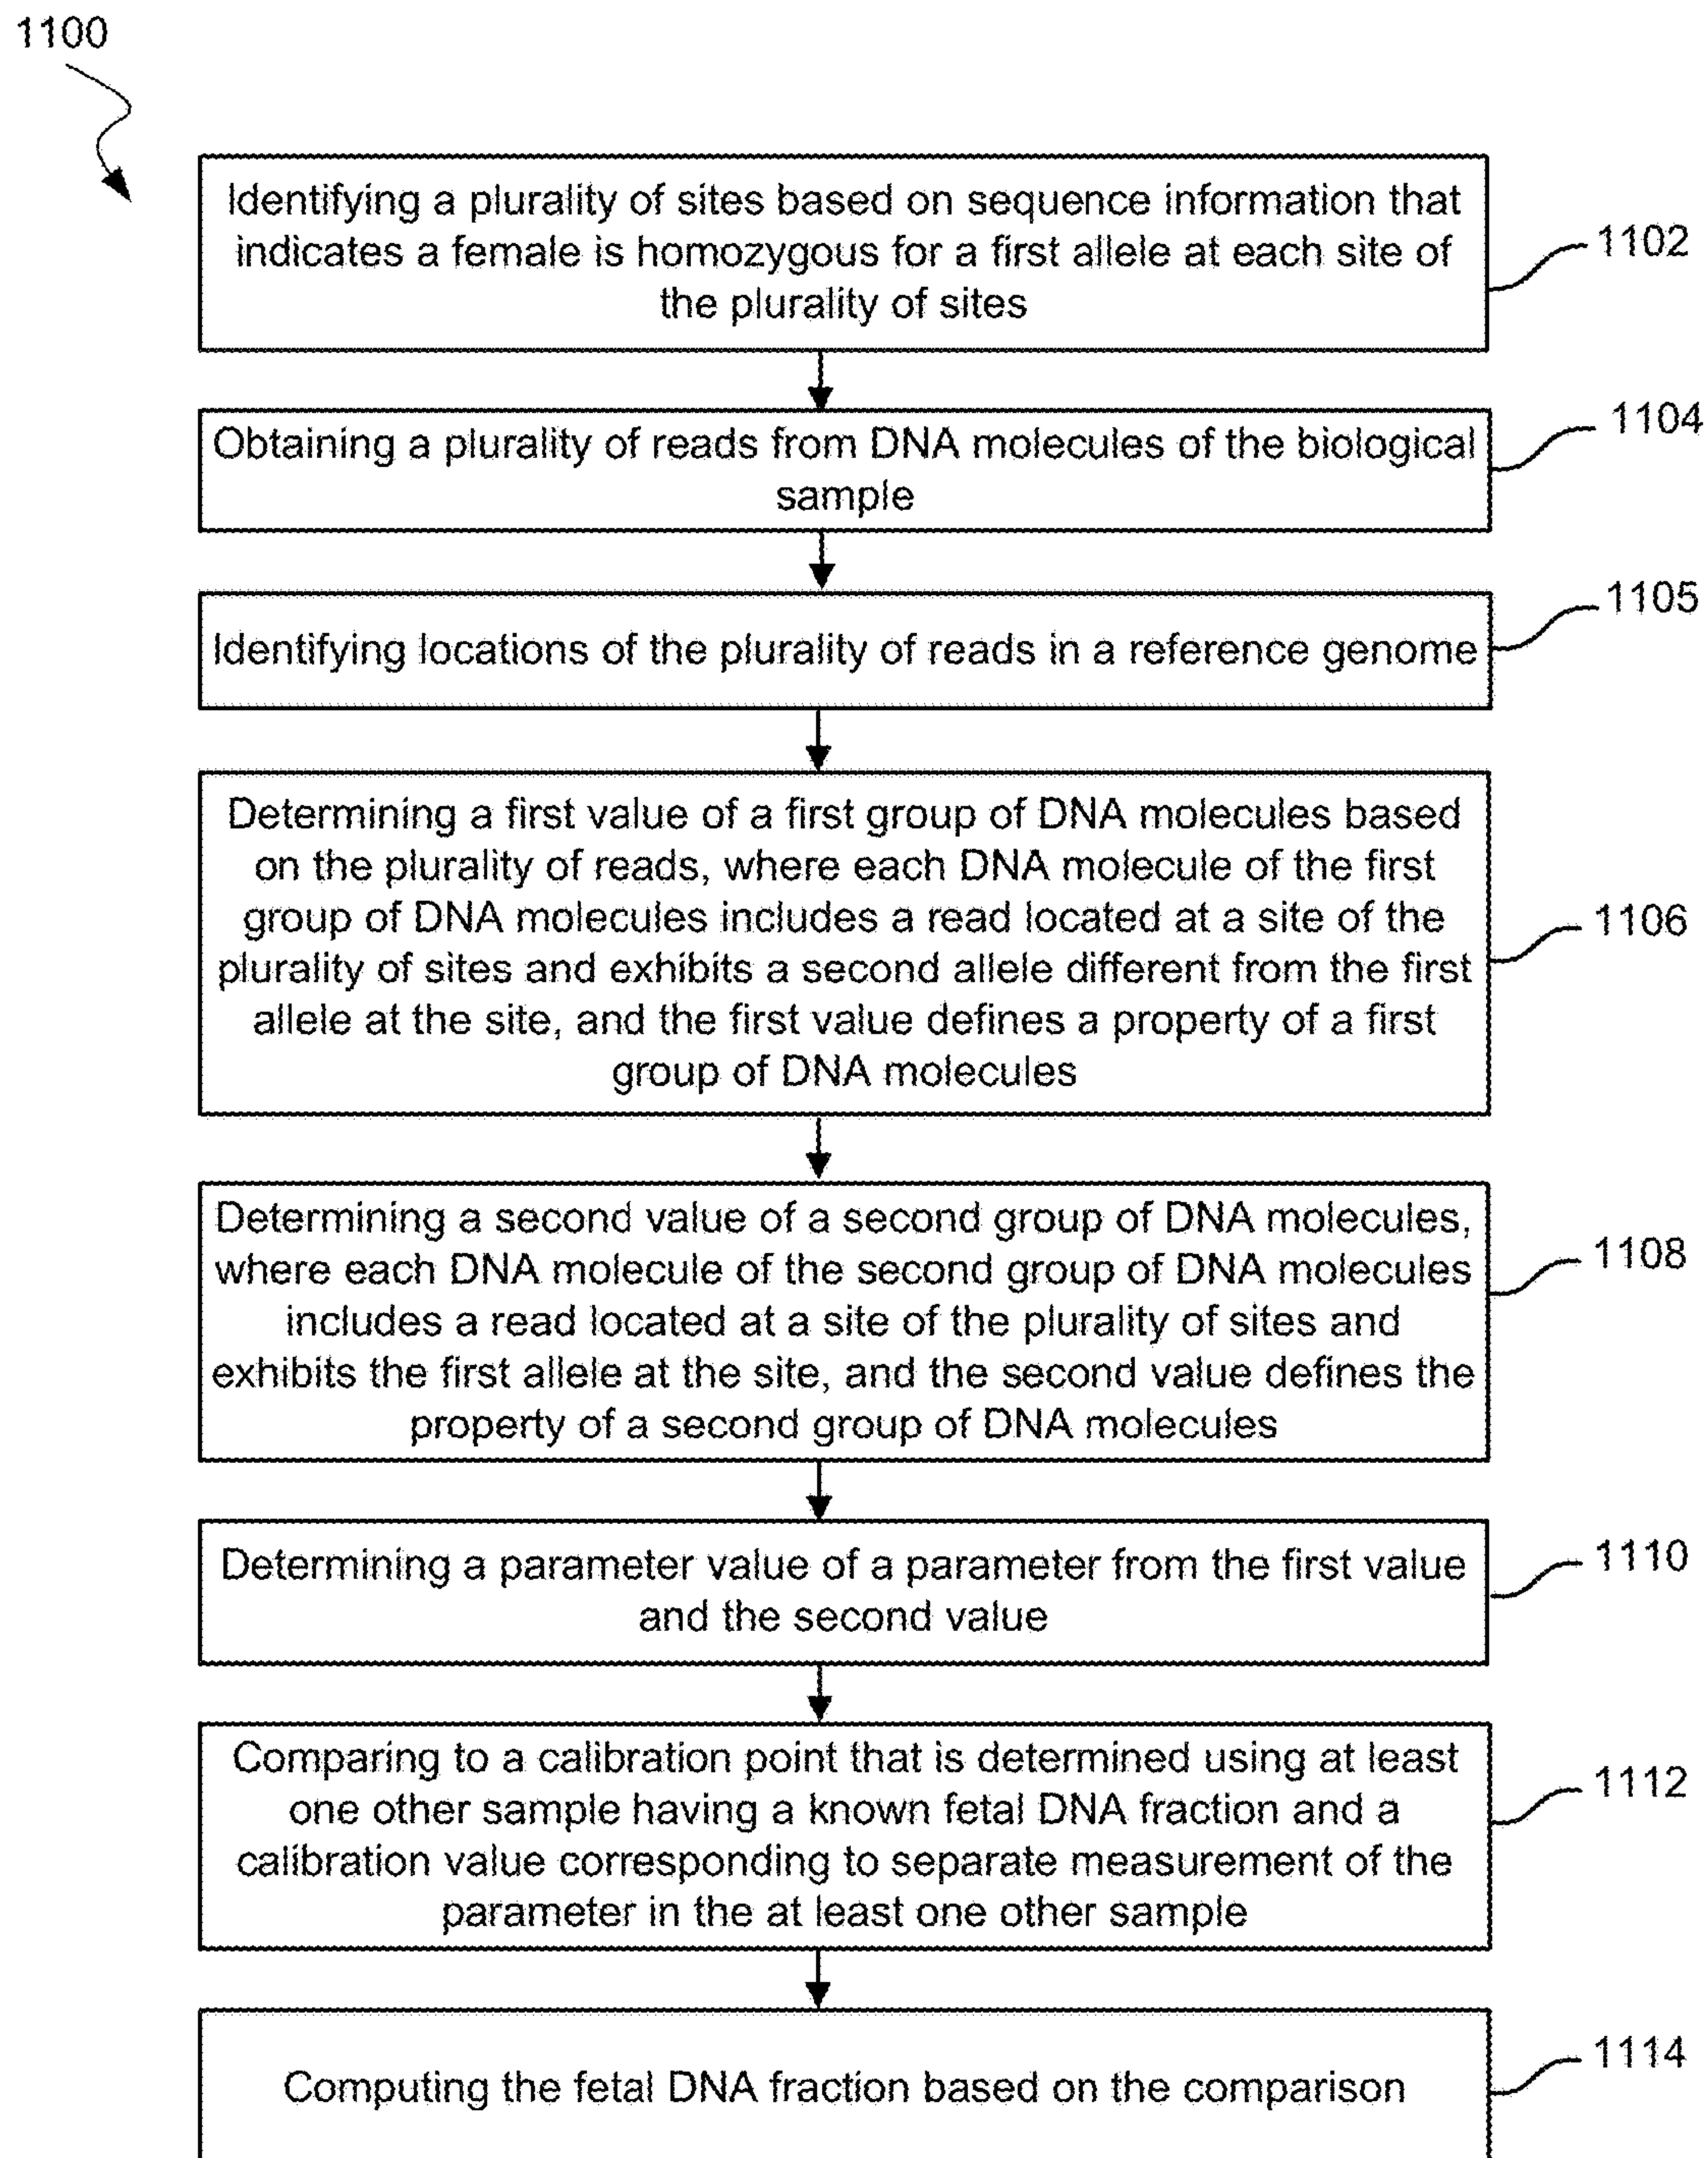 1100
Identifying a plurality of sites based on sequence information that
indicates a female is homozygous for a first allele at each site of
the plurality of sites
1102
Obtaining a plurality of reads from DNA molecules of the biological
sample
1104
Identifying locations of the plurality of reads in a reference genome
1105
Determining a first value of a first group of DNA molecules based
on the plurality of reads, where each DNA molecule of the first
group of DNA molecules includes a read located at a site of the
plurality of sites and exhibits a second allele different from the first
allele at the site, and the first value defines a property of a first
group of DNA molecules
1106
Determining a second value of a second group of DNA molecules,
where each DNA molecule of the second group of DNA molecules
includes a read located at a site of the plurality of sites and
exhibits the first allele at the site, and the second value defines the
property of a second group of DNA molecules
1108
Determining a parameter value of a parameter from the first value
and the second value
1110
Comparing to a calibration point that is determined using at least
one other sample having a known fetal DNA fraction and a
calibration value corresponding to separate measurement of the
parameter in the at least one other sample
1112
Computing the fetal DNA fraction based on the comparison
1114